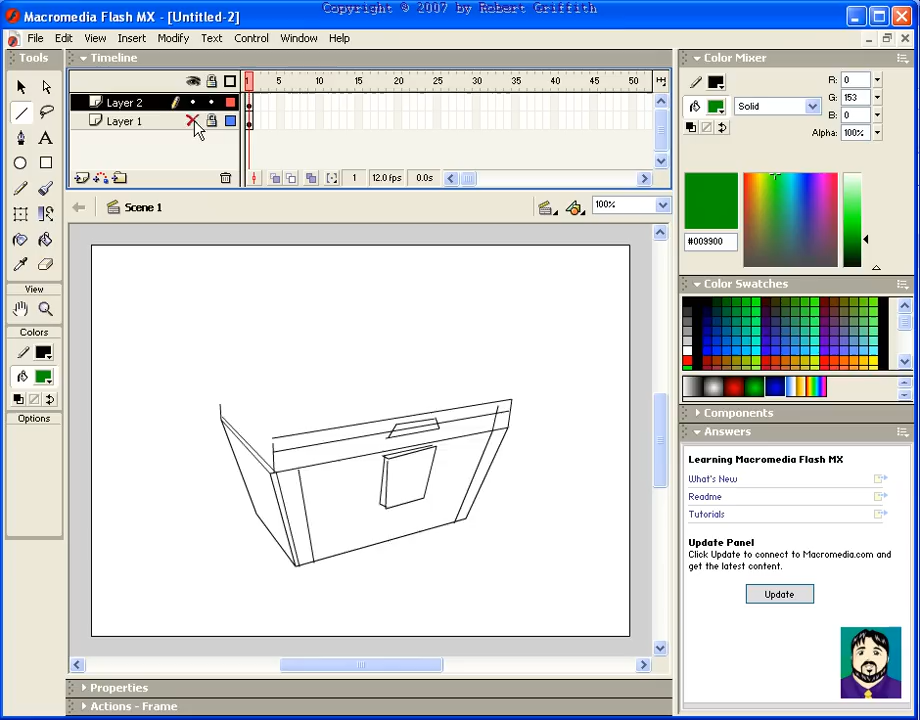 Copyright © 2007 by Robert Griffith
Macromedia Flash MX - [Untitled-2]
File Edit View Insert Modify Text Control Window Help
Tools
Timeline
1 5 10 15 20 25 30 35 40 45 50
Layer 2
Layer 1
1 12.0 fps 0.0s
Scene 1
100%
View
Colors
Options
Color Mixer
R: 0
Solid
G: 153
B: 0
Alpha: 100%
#009900
Color Swatches
Components
Answers
Learning Macromedia Flash MX
What's New
Readme
Tutorials
Update Panel
Click Update to connect to Macromedia.com and
get the latest content.
Update
Properties
Actions - Frame